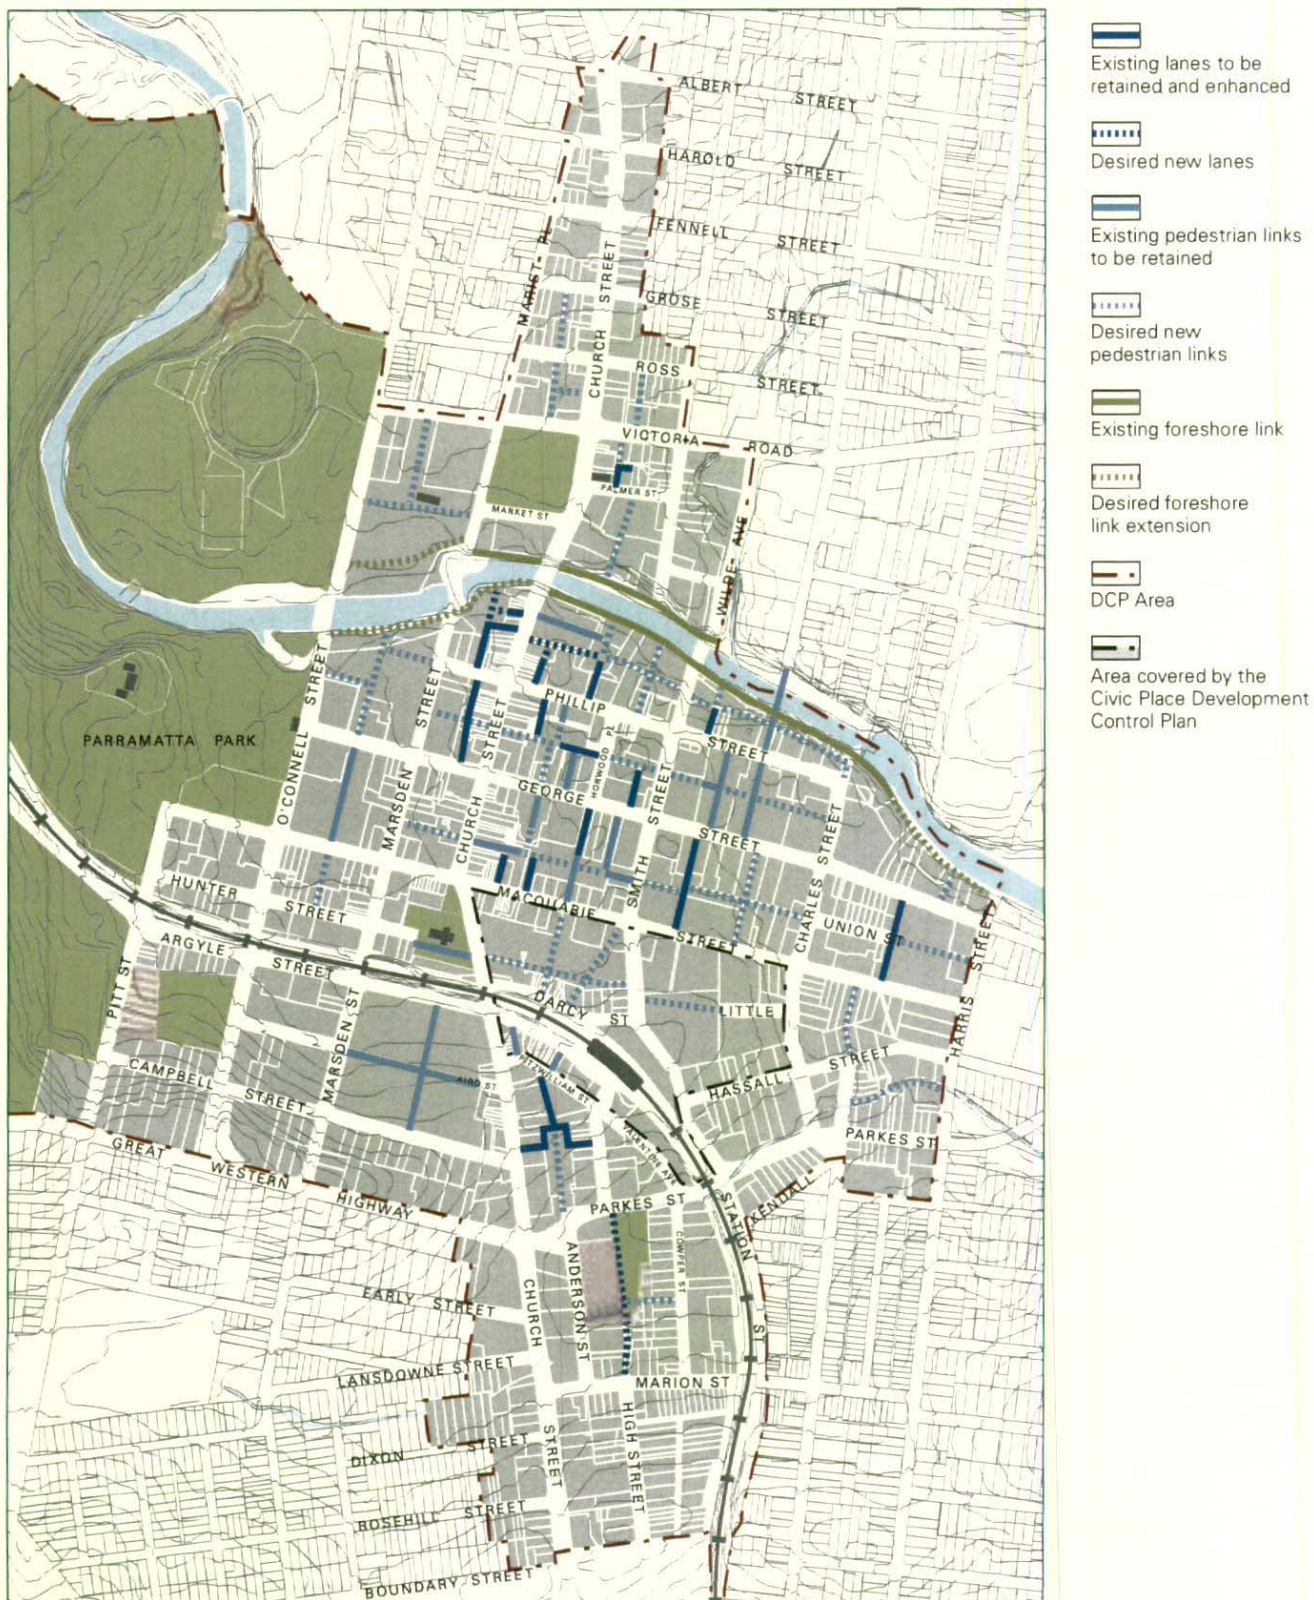 ALBERT STREET
HAROLD STREET
FENNELL STREET
GROSE STREET
MARIST PL
CHURCH STREET
ROSS STREET
VICTORIA ROAD
PALMER ST
MARKET ST
WILDE AVE
O'CONNELL STREET
MARSDEN STREET
CHURCH STREET
PHILLIP STREET
HORWOOD PL
GEORGE STREET
SMITH STREET
CHARLES STREET
PARRAMATTA PARK
HUNTER STREET
MACQUARIE STREET
UNION ST
HARRIS STREET
ARGYLE STREET
PITT ST
DARCY ST
LITTLE
MARSDEN ST
CAMPBELL STREET
AIRD ST
FITZWILLIAM ST
HASSALL STREET
VALENTINE AVE
PARKES ST
GREAT WESTERN HIGHWAY
PARKES ST
STATION ST
KENDALL
COWPER ST
ANDERSON ST
EARLY STREET
CHURCH STREET
LANSDOWNE STREET
MARION ST
HIGH STREET
DIXON STREET
ROSEHILL STREET
BOUNDARY STREET
Existing lanes to be
retained and enhanced
Desired new lanes
Existing pedestrian links
to be retained
Desired new
pedestrian links
Existing foreshore link
Desired foreshore
link extension
DCP Area
Area covered by the
Civic Place Development
Control Plan